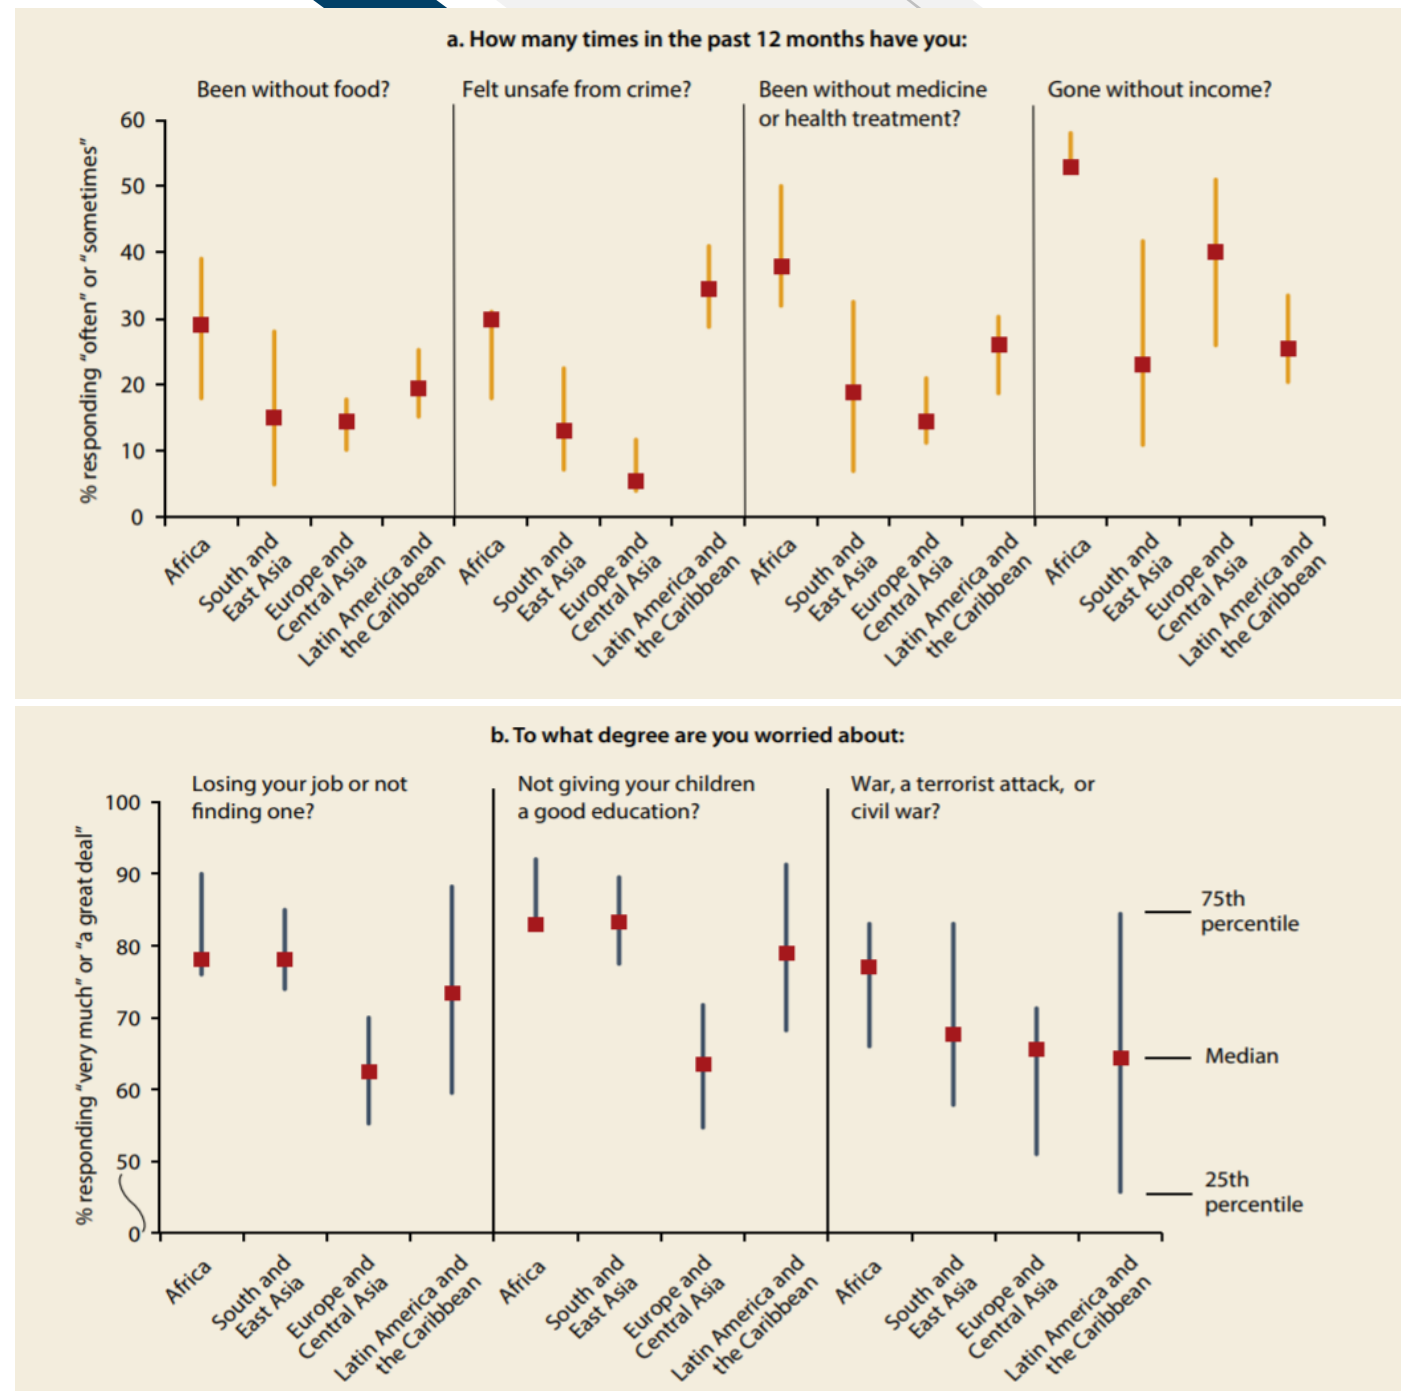 a. How many times in the past 12 months have you:
Been without food?
Felt unsafe from crime?
Been without medicine
or health treatment?
Gone without income?
% responding “often” or “sometimes”
60
50
40
30
20
10
0
Africa
South and
East Asia
Europe and
Central Asia
Latin America and
the Caribbean
Africa
South and
East Asia
Europe and
Central Asia
Latin America and
the Caribbean
Africa
South and
East Asia
Europe and
Central Asia
Latin America and
the Caribbean
Africa
South and
East Asia
Europe and
Central Asia
Latin America and
the Caribbean
b. To what degree are you worried about:
Losing your job or not
finding one?
Not giving your children
a good education?
War, a terrorist attack, or
civil war?
% responding “very much” or “a great deal”
100
90
80
70
60
50
0
75th
percentile
Median
25th
percentile
Africa
South and
East Asia
Europe and
Central Asia
Latin America and
the Caribbean
Africa
South and
East Asia
Europe and
Central Asia
Latin America and
the Caribbean
Africa
South and
East Asia
Europe and
Central Asia
Latin America and
the Caribbean